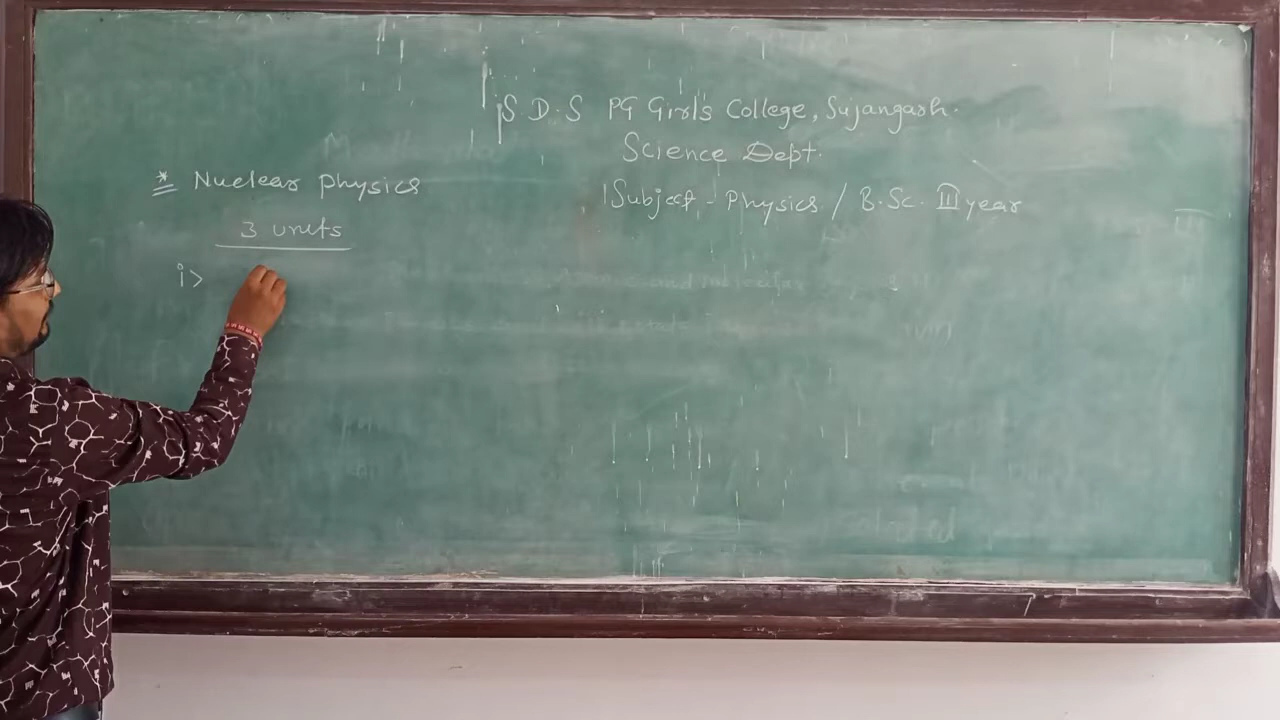 S.D.S PG Girl's College, Sujangarh.
Science Dept.
Subject - Physics / B.Sc. III year
* Nuclear Physics
3 units
i>